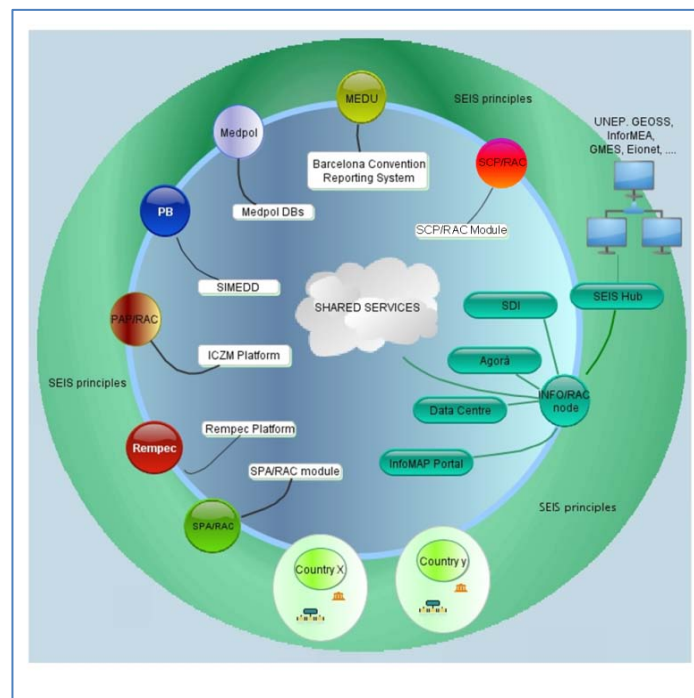 MEDU
SEIS principles
UNEP. GEOSS,
InforMEA,
GMES, Eionet, ....
Medpol
Barcelona Convention
Reporting System
SCP/RAC
PB
Medpol DBs
SCP/RAC Module
SIMEDD
SHARED SERVICES
SDI
SEIS Hub
PAP/RAC
ICZM Platform
Agorá
SEIS principles
Data Centre
INFO/RAC
node
Rempec
Rempec Platform
InfoMAP Portal
SPA/RAC module
SPA/RAC
SEIS principles
Country X
Country y